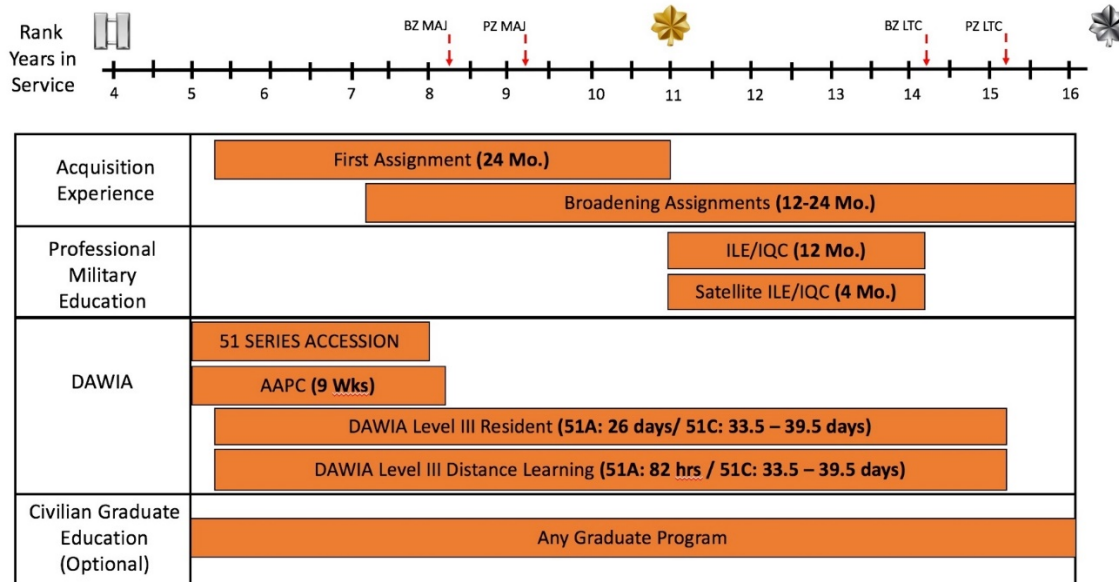 Rank
Years in
Service
BZ MAJ
PZ MAJ
BZ LTC
PZ LTC
4 5 6 7 8 9 10 11 12 13 14 15 16
Acquisition
Experience
First Assignment (24 Mo.)
Broadening Assignments (12-24 Mo.)
Professional
Military
Education
ILE/IQC (12 Mo.)
Satellite ILE/IQC (4 Mo.)
DAWIA
51 SERIES ACCESSION
AAPC (9 Wks)
DAWIA Level III Resident (51A: 26 days/ 51C: 33.5 – 39.5 days)
DAWIA Level III Distance Learning (51A: 82 hrs / 51C: 33.5 – 39.5 days)
Civilian Graduate
Education
(Optional)
Any Graduate Program